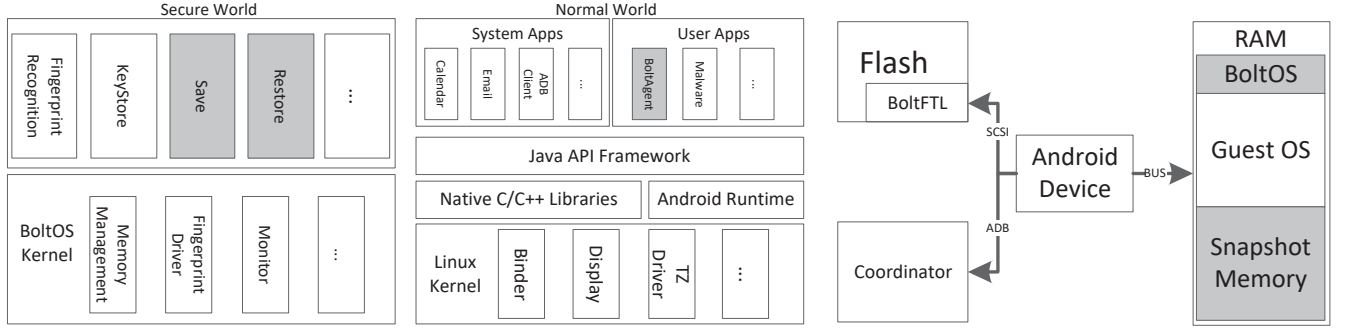 Secure World
Fingerprint
Recognition
KeyStore
Save
Restore
...
BoltOS
Kernel
Memory
Management
Fingerprint
Driver
Monitor
...
Normal World
System Apps
Calendar
Email
ADB
Client
...
User Apps
BoltAgent
Malware
...
Java API Framework
Native C/C++ Libraries
Android Runtime
Linux
Kernel
Binder
Display
TZ
Driver
...
Flash
BoltFTL
SCSI
Android
Device
BUS
ADB
Coordinator
RAM
BoltOS
Guest OS
Snapshot
Memory